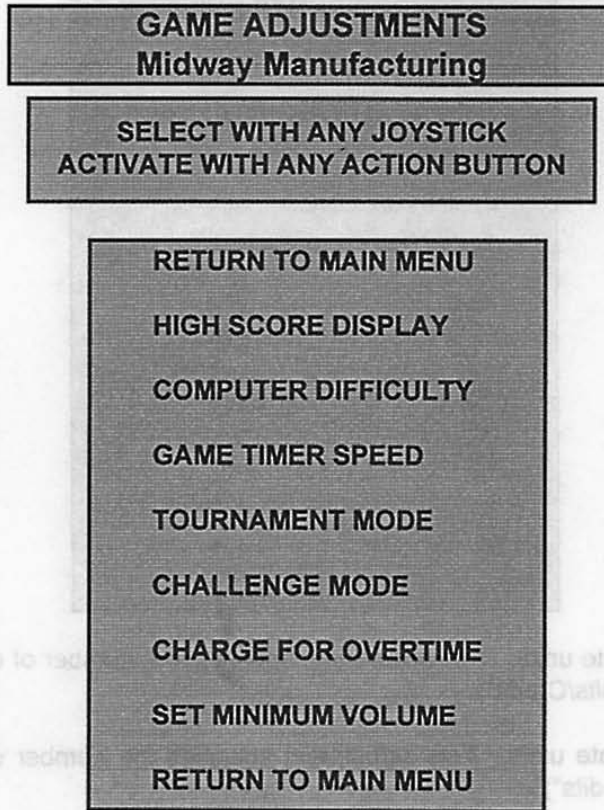 GAME ADJUSTMENTS
Midway Manufacturing
SELECT WITH ANY JOYSTICK
ACTIVATE WITH ANY ACTION BUTTON
RETURN TO MAIN MENU
HIGH SCORE DISPLAY
COMPUTER DIFFICULTY
GAME TIMER SPEED
TOURNAMENT MODE
CHALLENGE MODE
CHARGE FOR OVERTIME
SET MINIMUM VOLUME
RETURN TO MAIN MENU